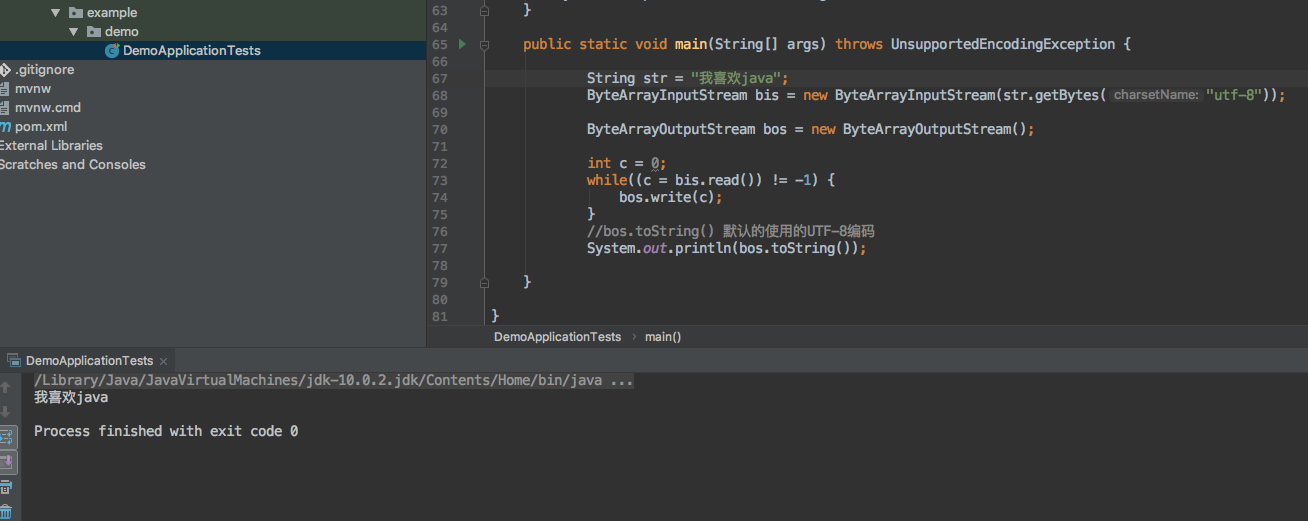 example
demo
DemoApplicationTests
.gitignore
mvnw
mvnw.cmd
pom.xml
External Libraries
Scratches and Consoles
63 }
64
65 public static void main(String[] args) throws UnsupportedEncodingException {
66
67 String str = "我喜欢java";
68 ByteArrayInputStream bis = new ByteArrayInputStream(str.getBytes( charsetName: "utf-8"));
69
70 ByteArrayOutputStream bos = new ByteArrayOutputStream();
71
72 int c = 0;
73 while((c = bis.read()) != -1) {
74 bos.write(c);
75 }
76 //bos.toString() 默认的使用的UTF-8编码
77 System.out.println(bos.toString());
78
79 }
80
81 }
DemoApplicationTests › main()
DemoApplicationTests ×
/Library/Java/JavaVirtualMachines/jdk-10.0.2.jdk/Contents/Home/bin/java ...
我喜欢java
Process finished with exit code 0